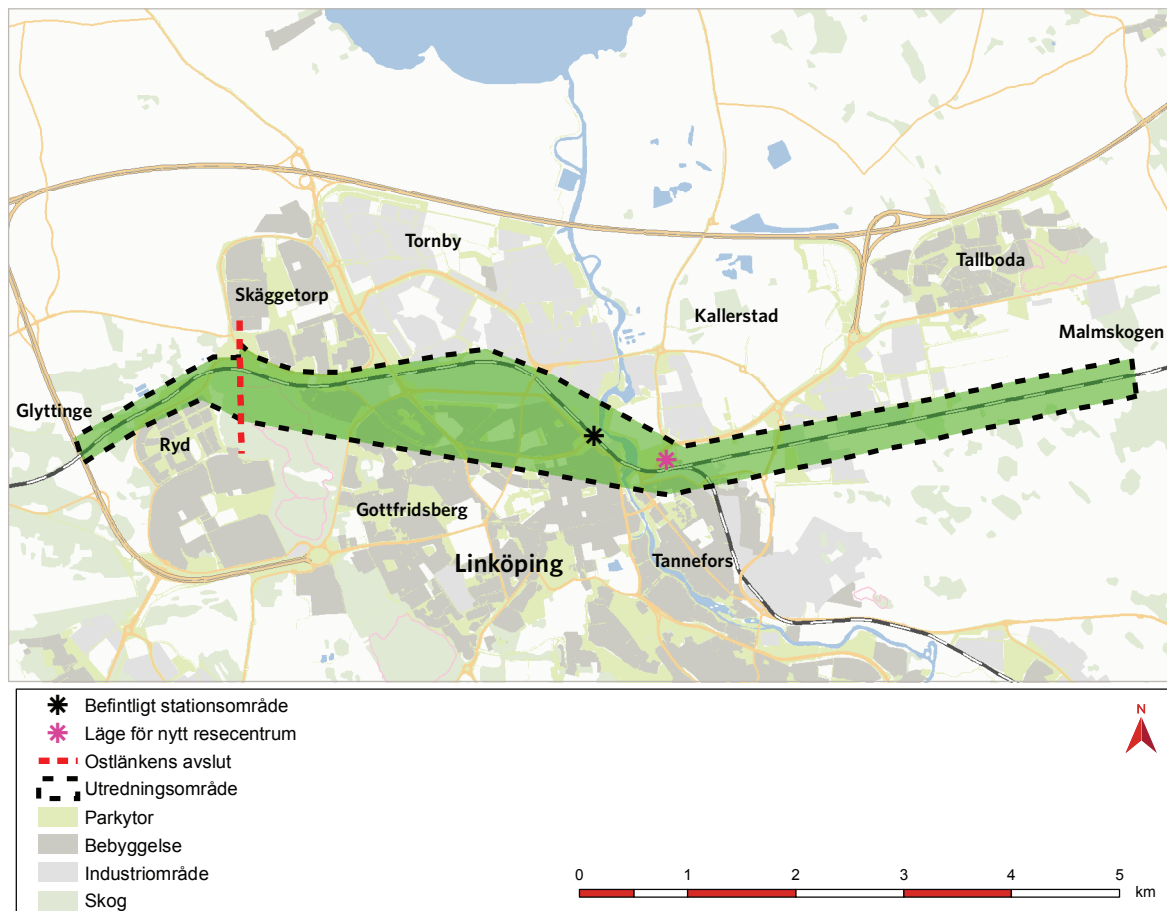 Tornby
Tallboda
Skäggetorp
Kallerstad
Malmskogen
Glyttinge
Ryd
Gottfridsberg
Linköping
Tannefors
Befintligt stationsområde
Läge för nytt resecentrum
Ostlänkens avslut
Utredningsområde
Parkytor
Bebyggelse
Industriområde
Skog
N
0 1 2 3 4 5
km